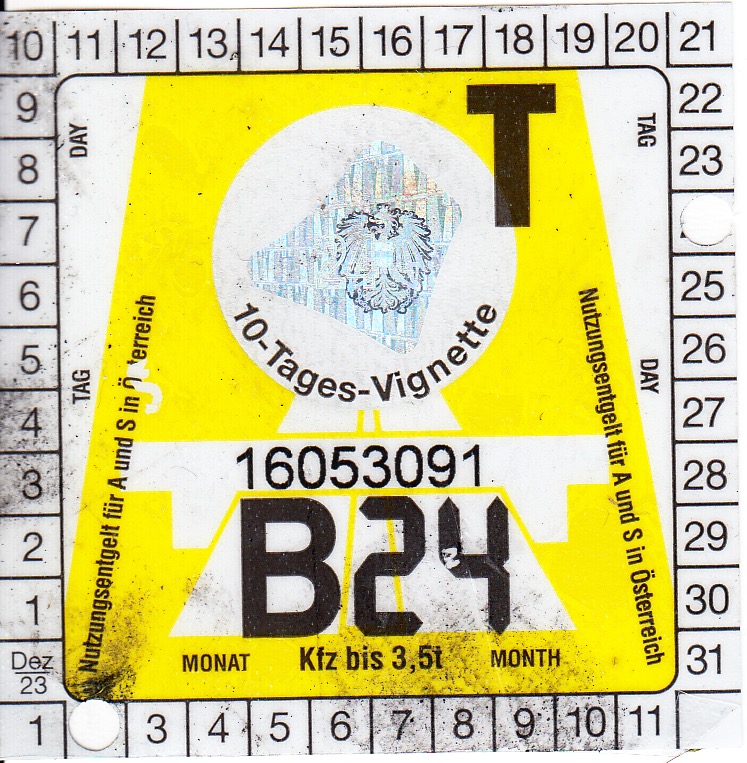 10 11 12 13 14 15 16 17 18 19 20 21
9 22
8 23
7
6 25
5 26
4 27
3 28
2 29
1 30
Dez
23
31
DAY
TAG
T
10-Tages-Vignette
TAG
DAY
Nutzungsentgelt für A und S in Österreich
16053091
B24
MONAT Kfz bis 3,5t MONTH
1 3 4 5 6 7 8 9 10 11